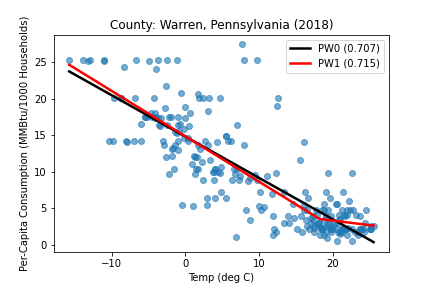 County: Warren, Pennsylvania (2018)
PW0 (0.707)
PW1 (0.715)
Per-Capita Consumption (MMBtu/1000 Households)
25
20
15
10
5
0
−10
0
10
20
Temp (deg C)